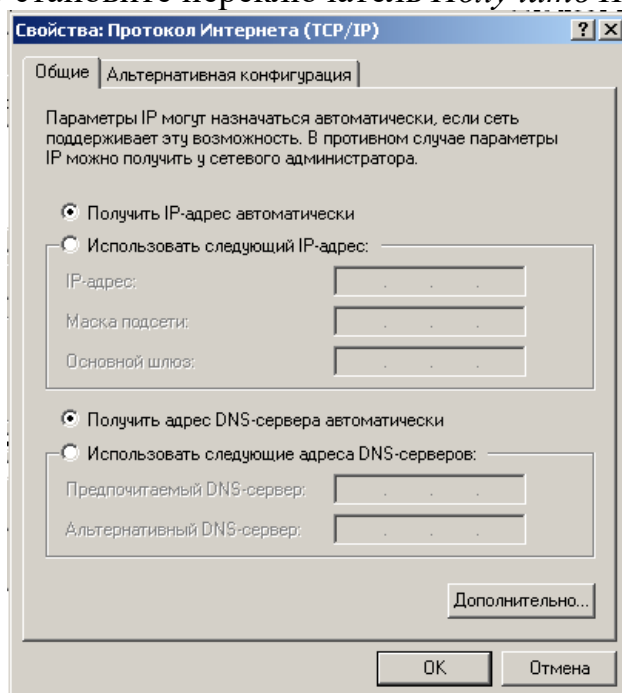 становите переключатель Получить
Свойства: Протокол Интернета (TCP/IP)
Общие
Альтернативная конфигурация
Параметры IP могут назначаться автоматически, если сеть
поддерживает эту возможность. В противном случае параметры
IP можно получить у сетевого администратора.
Получить IP-адрес автоматически
Использовать следующий IP-адрес:
IP-адрес:
Маска подсети:
Основной шлюз:
Получить адрес DNS-сервера автоматически
Использовать следующие адреса DNS-серверов:
Предпочитаемый DNS-сервер:
Альтернативный DNS-сервер:
Дополнительно...
OK
Отмена